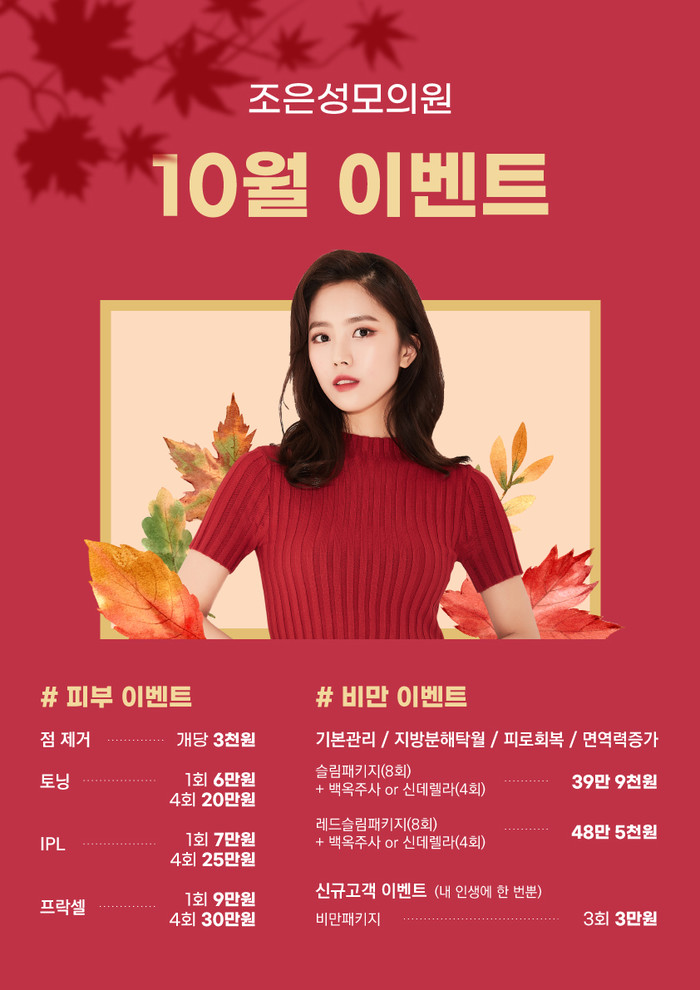 조은성모의원
10월 이벤트
# 피부 이벤트
점 제거 개당 3천원
토닝 1회 6만원
4회 20만원
IPL 1회 7만원
4회 25만원
프락셀 1회 9만원
4회 30만원
# 비만 이벤트
기본관리 / 지방분해탁월 / 피로회복 / 면역력증가
슬림패키지(8회)
+ 백옥주사 or 신데렐라(4회) 39만 9천원
레드슬림패키지(8회)
+ 백옥주사 or 신데렐라(4회) 48만 5천원
신규고객 이벤트 (내 인생에 한 번뿐)
비만패키지 3회 3만원